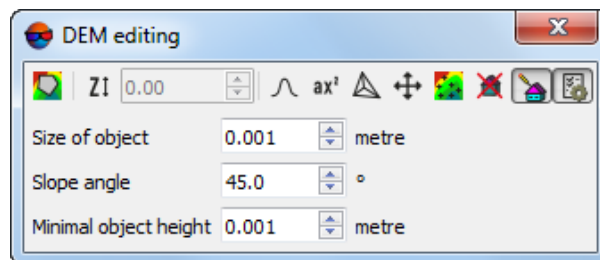 DEM editing
Z 0.00 ax²
Size of object 0.001 metre
Slope angle 45.0 °
Minimal object height 0.001 metre